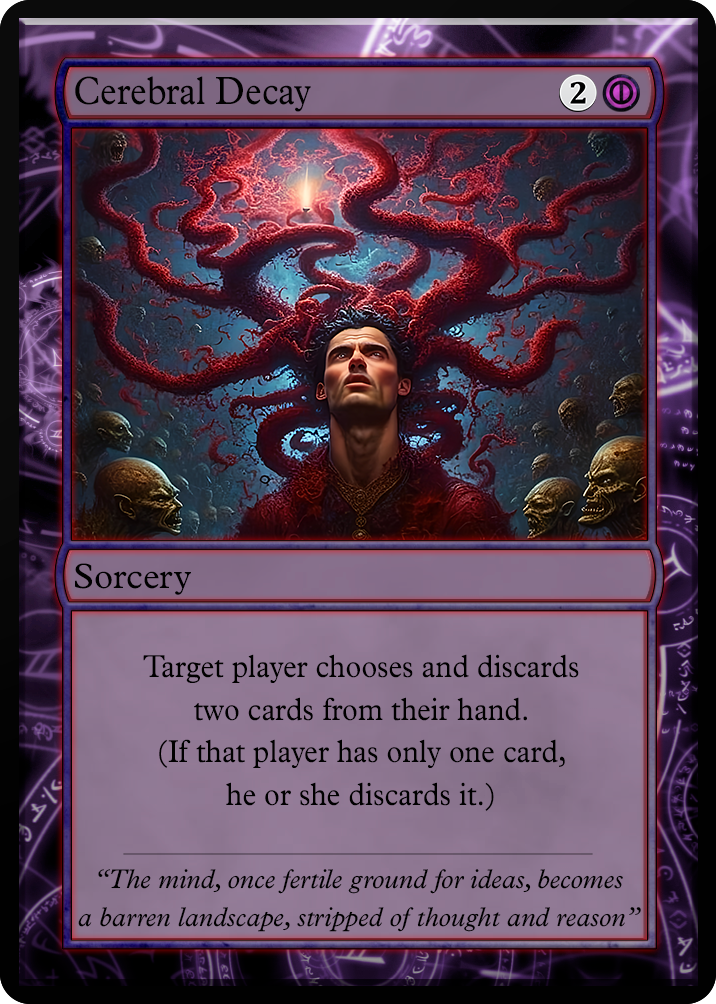 Cerebral Decay 2
Sorcery
Target player chooses and discards
two cards from their hand.
(If that player has only one card,
he or she discards it.)
“The mind, once fertile ground for ideas, becomes
a barren landscape, stripped of thought and reason”